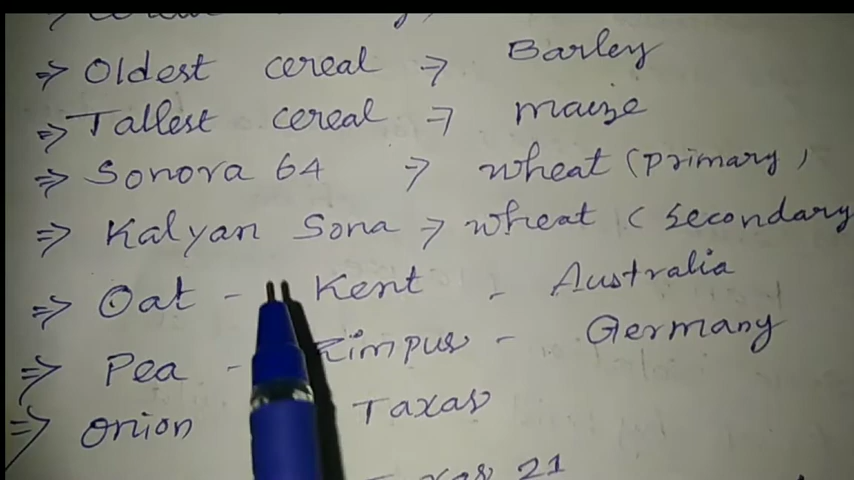 ⇒ Oldest cereal → Barley
⇒ Tallest cereal → maize
⇒ Sonora 64 → wheat (Primary)
⇒ Kalyan Sona → wheat (Secondary
⇒ Oat - Kent - Australia
⇒ Pea - Rimpus - Germany
⇒ Onion Taxas
21